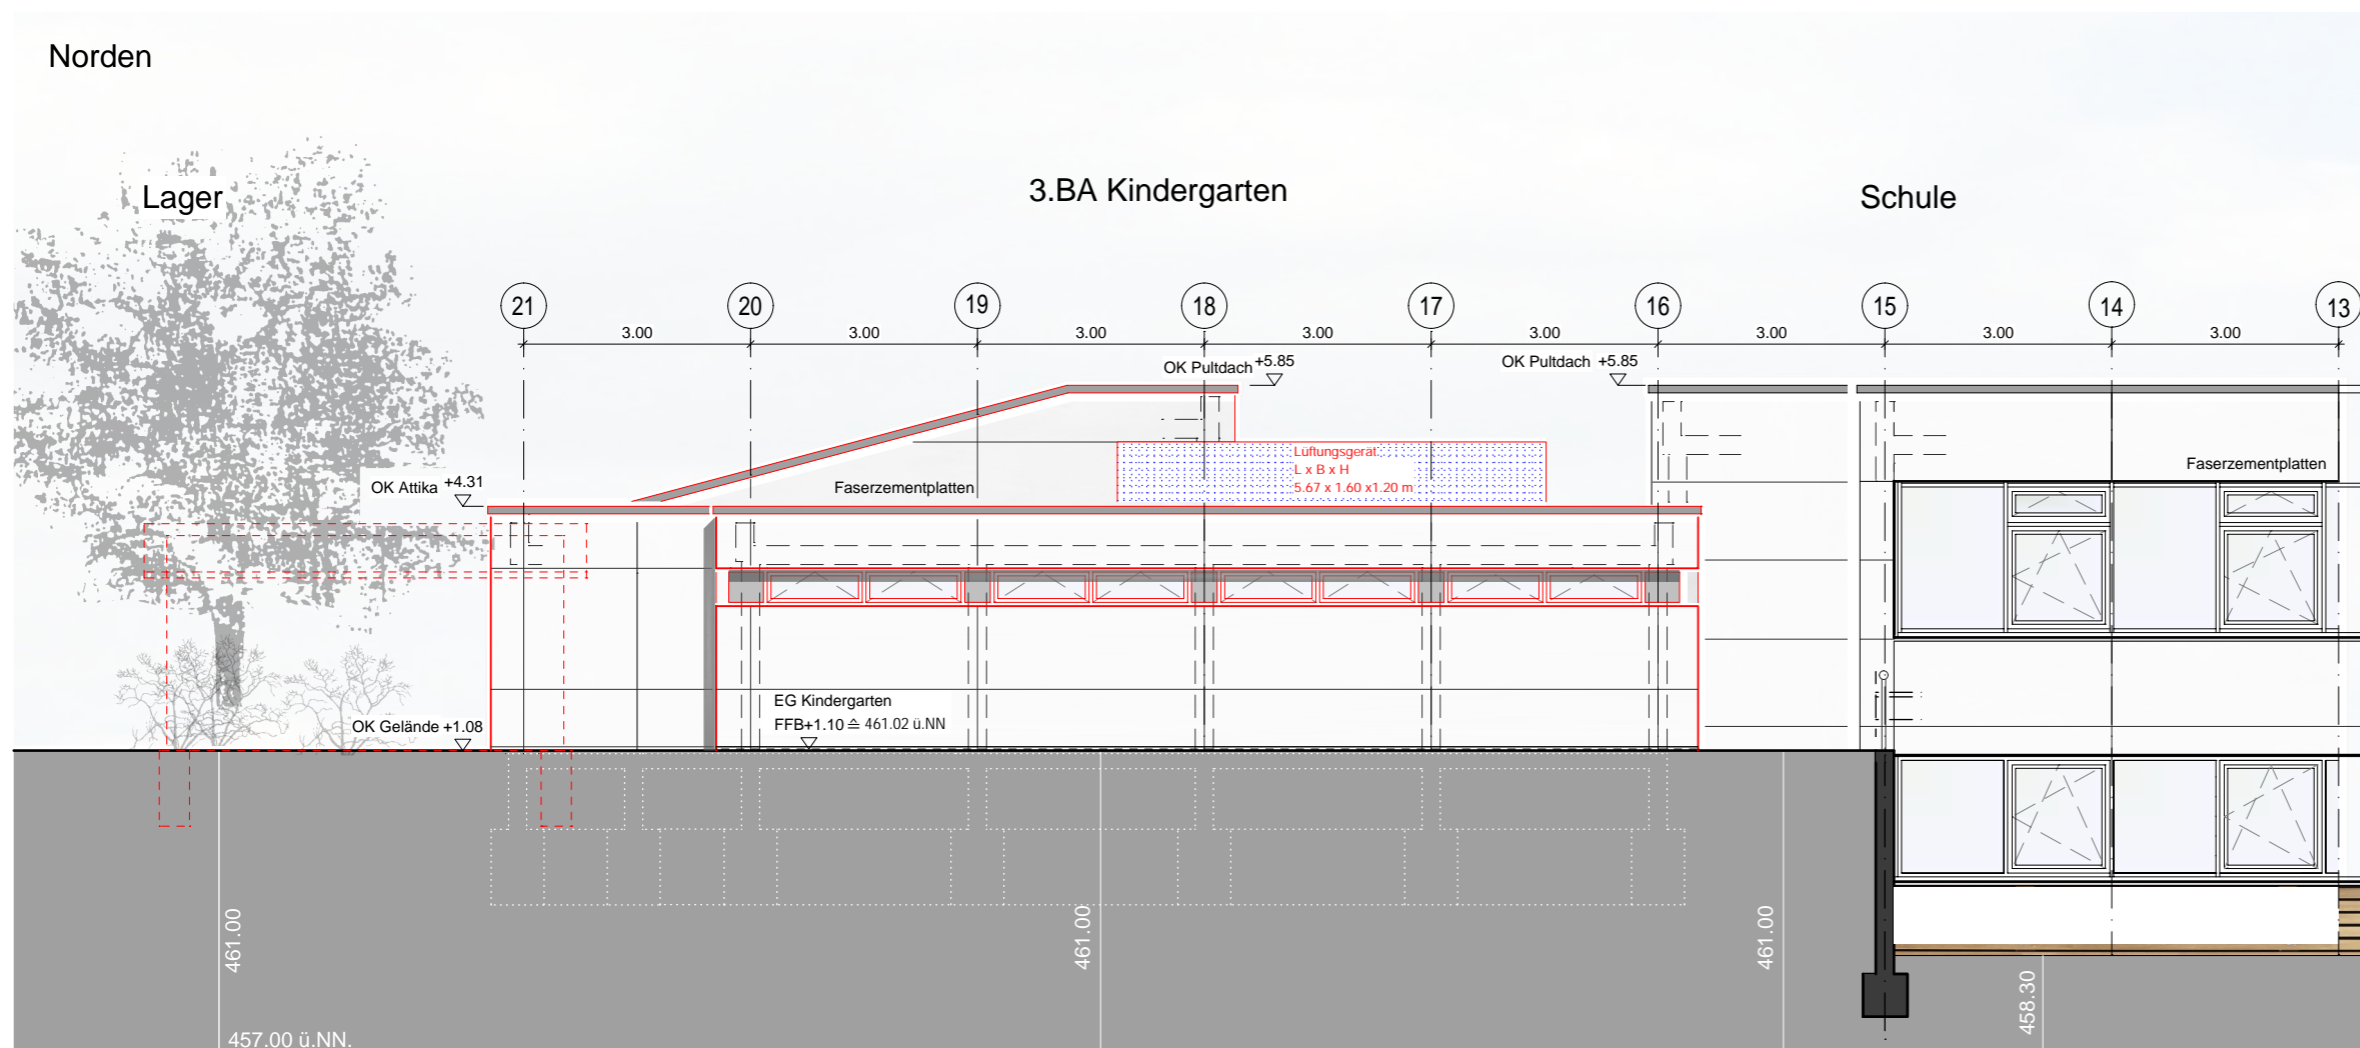 Norden
Lager
3.BA Kindergarten
Schule
21
20
19
18
17
16
15
14
13
3.00
3.00
3.00
3.00
3.00
3.00
3.00
3.00
OK Pultdach +5.85
OK Pultdach +5.85
Lüftungsgerät
L x B x H
5.67 x 1.60 x1.20 m
Faserzementplatten
OK Attika +4.31
Faserzementplatten
EG Kindergarten
FFB+1.10 ≙ 461.02 ü.NN
OK Gelände +1.08
461.00
461.00
461.00
458.30
457.00 ü.NN.